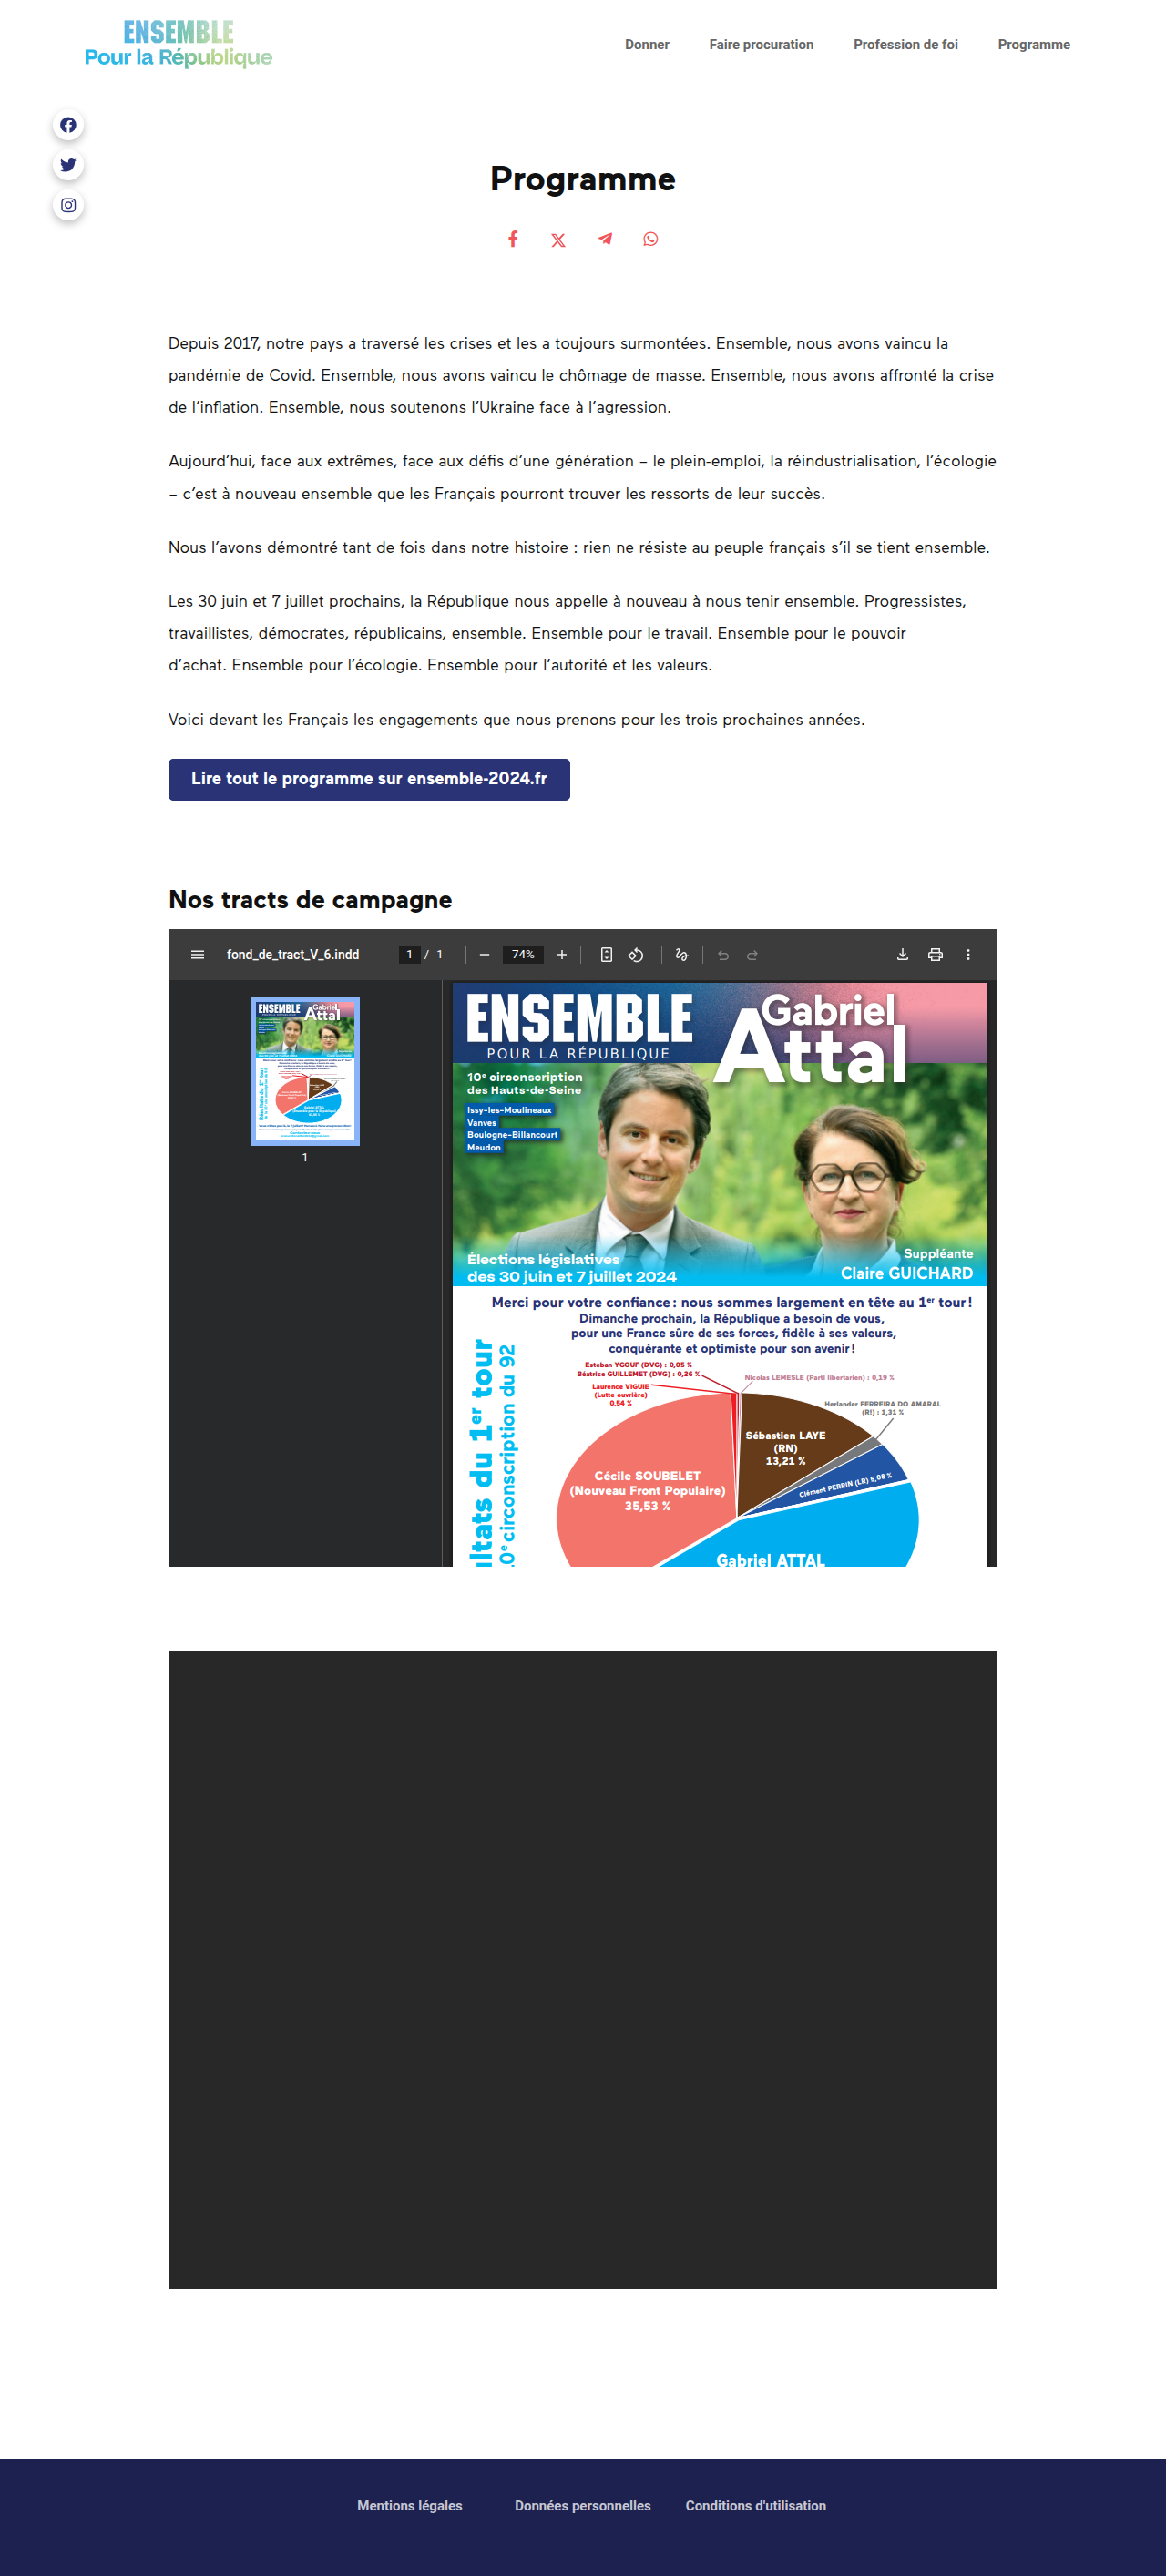 ENSEMBLE
Pour la République
Donner
Faire procuration
Profession de foi
Programme
Programme
Depuis 2017, notre pays a traversé les crises et les a toujours surmontées. Ensemble, nous avons vaincu la
pandémie de Covid. Ensemble, nous avons vaincu le chômage de masse. Ensemble, nous avons affronté la crise
de l’inflation. Ensemble, nous soutenons l’Ukraine face à l’agression.
Aujourd’hui, face aux extrêmes, face aux défis d’une génération – le plein-emploi, la réindustrialisation, l’écologie
– c’est à nouveau ensemble que les Français pourront trouver les ressorts de leur succès.
Nous l’avons démontré tant de fois dans notre histoire : rien ne résiste au peuple français s’il se tient ensemble.
Les 30 juin et 7 juillet prochains, la République nous appelle à nouveau à nous tenir ensemble. Progressistes,
travaillistes, démocrates, républicains, ensemble. Ensemble pour le travail. Ensemble pour le pouvoir
d’achat. Ensemble pour l’écologie. Ensemble pour l’autorité et les valeurs.
Voici devant les Français les engagements que nous prenons pour les trois prochaines années.
Lire tout le programme sur ensemble-2024.fr
Nos tracts de campagne
fond_de_tract_V_6.indd
1 / 1
74%
1
ENSEMBLE
POUR LA RÉPUBLIQUE
Gabriel
Attal
10e circonscription
des Hauts-de-Seine
Issy-les-Moulineaux
Vanves
Boulogne-Billancourt
Meudon
Élections législatives
des 30 juin et 7 juillet 2024
Suppléante
Claire GUICHARD
Merci pour votre confiance : nous sommes largement en tête au 1er tour !
Dimanche prochain, la République a besoin de vous,
pour une France sûre de ses forces, fidèle à ses valeurs,
conquérante et optimiste pour son avenir !
ultats du 1er tour
10e circonscription du 92
Esteban YGOUF (DVG) : 0,05 %
Béatrice GUILLEMET (DVG) : 0,26 %
Laurence VIGUIE
(Lutte ouvrière)
0,54 %
Nicolas LEMESLE (Parti libertarien) : 0,19 %
Herlander FERREIRA DO AMARAL
(R!) : 1,31 %
Sébastien LAYE
(RN)
13,21 %
Clément PERRIN (LR) 5,08 %
Cécile SOUBELET
(Nouveau Front Populaire)
35,53 %
Gabriel ATTAL
Mentions légales
Données personnelles
Conditions d'utilisation